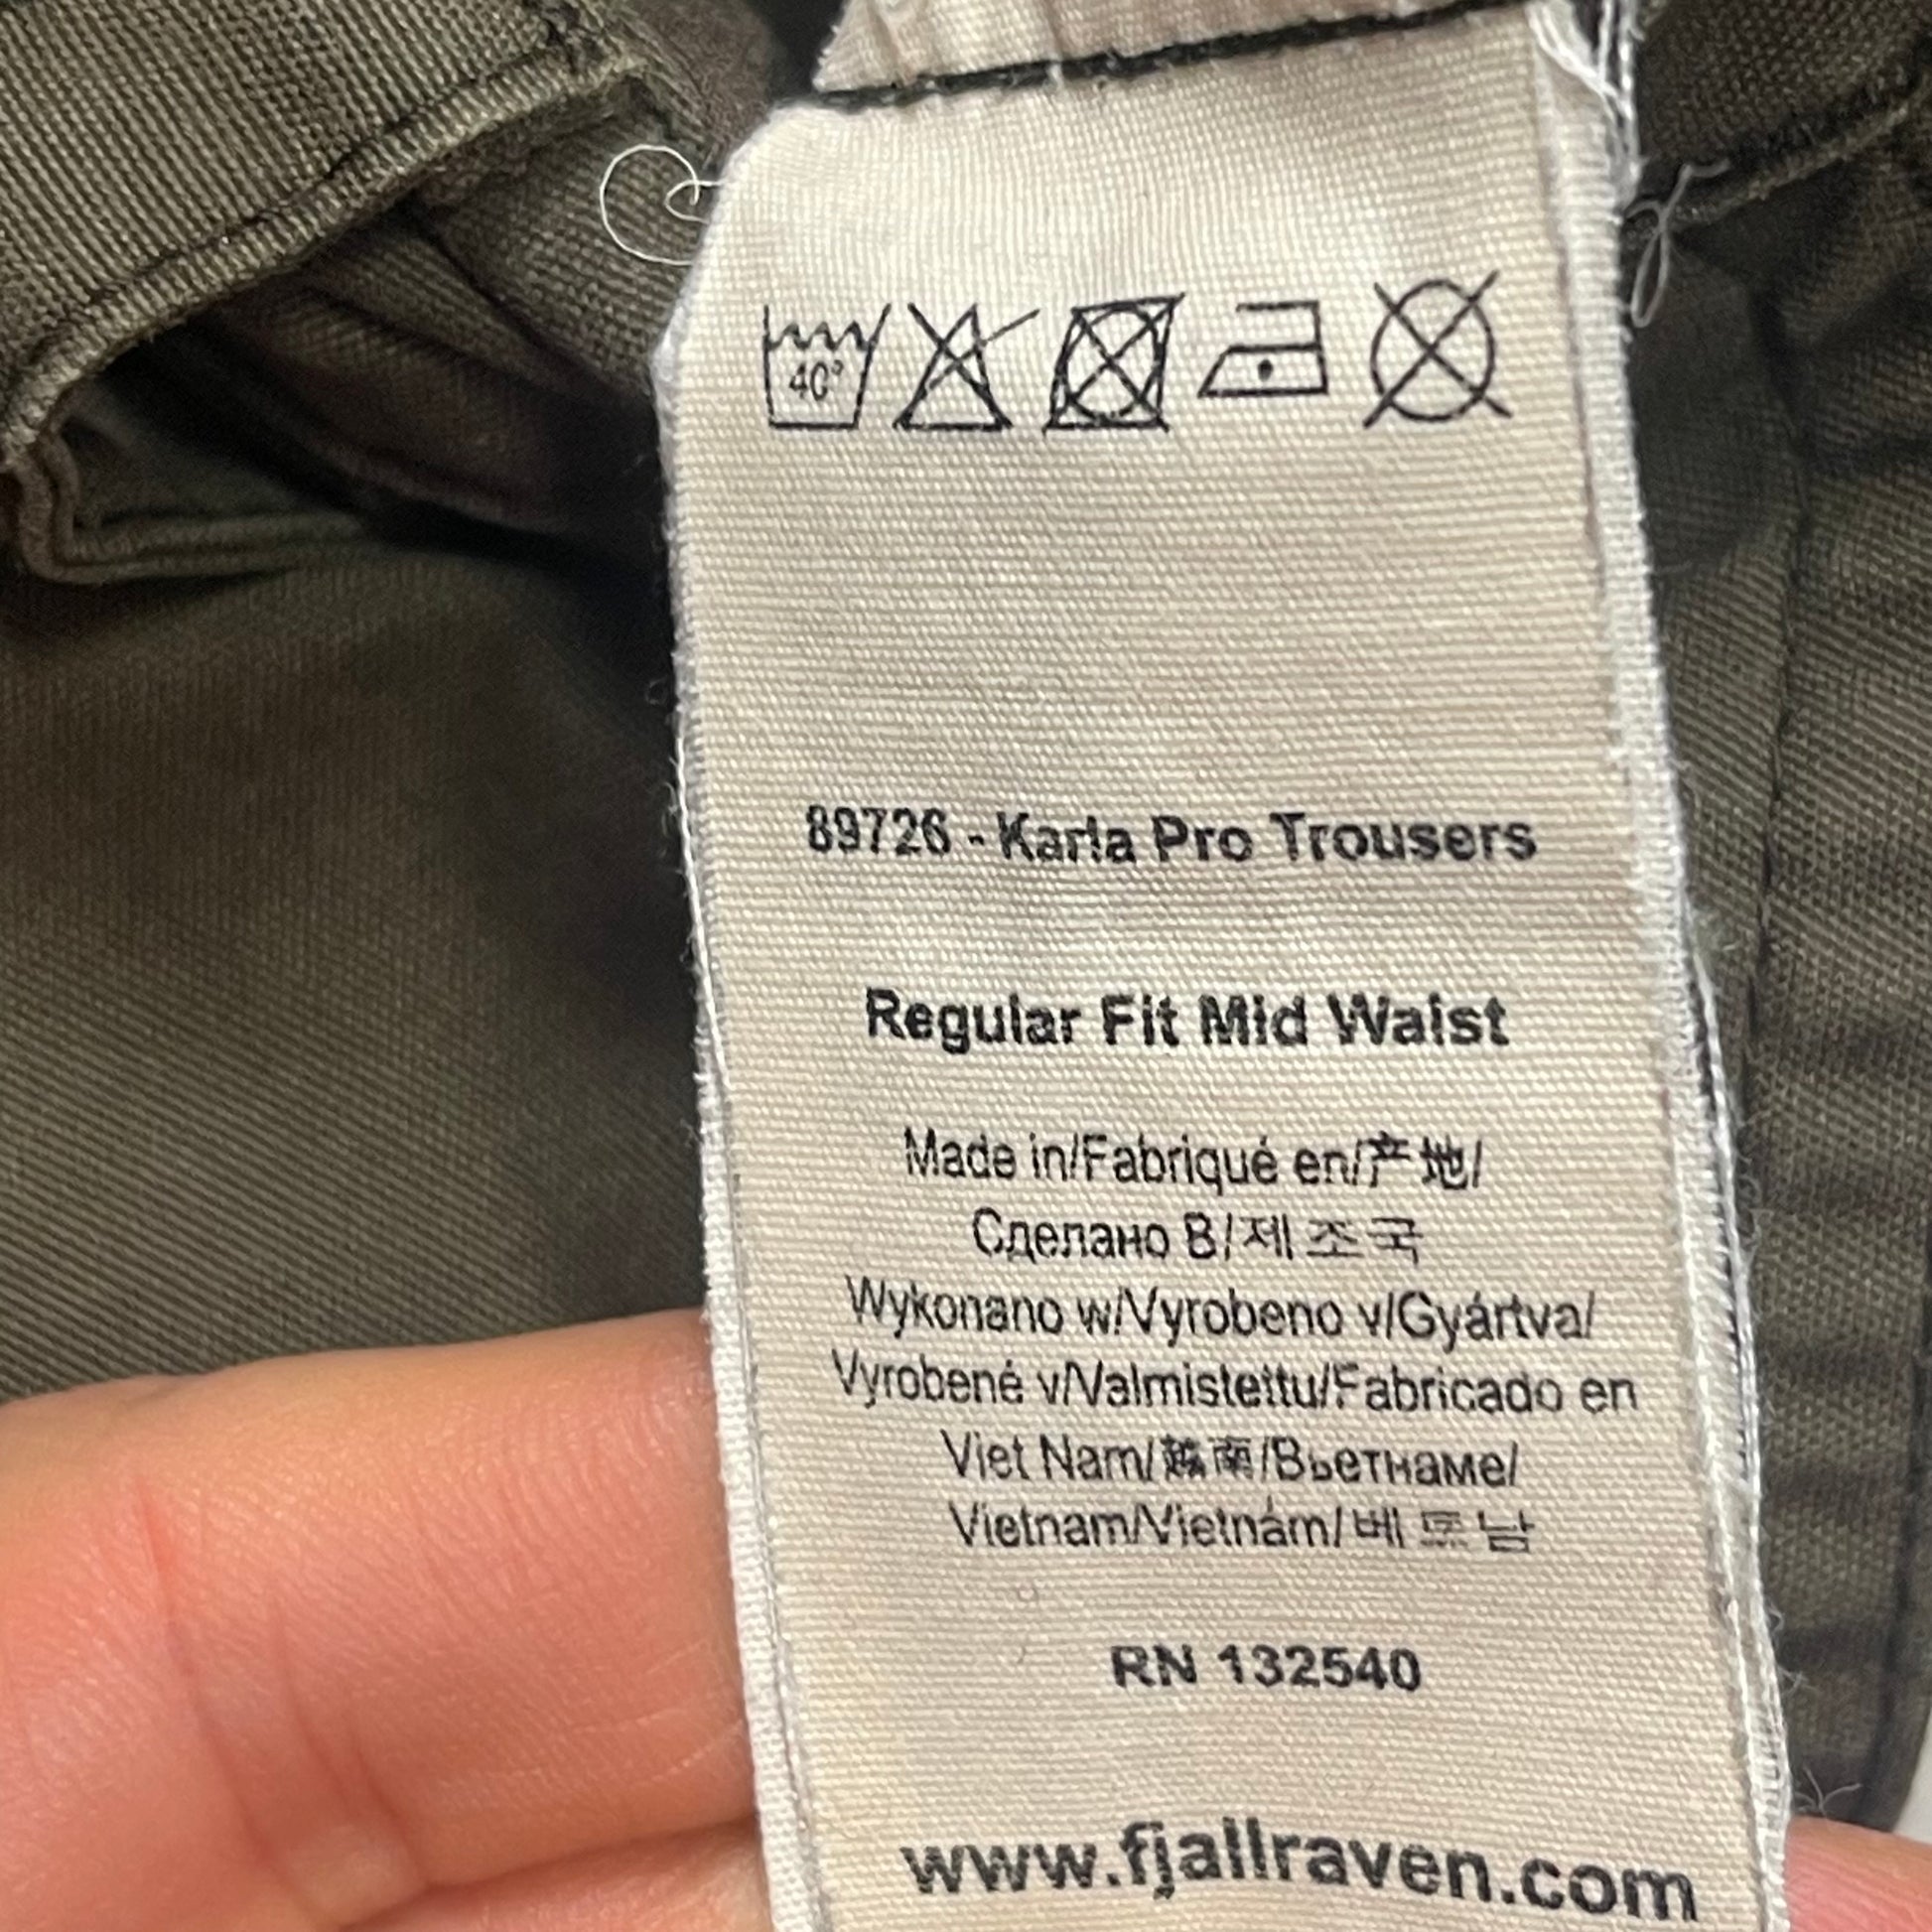 40°
89726 - Karla Pro Trousers
Regular Fit Mid Waist
Made in/Fabriqué en/产地/
Сделано В/제조국
Wykonano w/Vyrobeno v/Gyártva/
Vyrobené v/Valmistettu/Fabricado en
Viet Nam/越南/Вьетнаме/
Vietnam/Vietnám/베트남
RN 132540
www.fjallraven.com